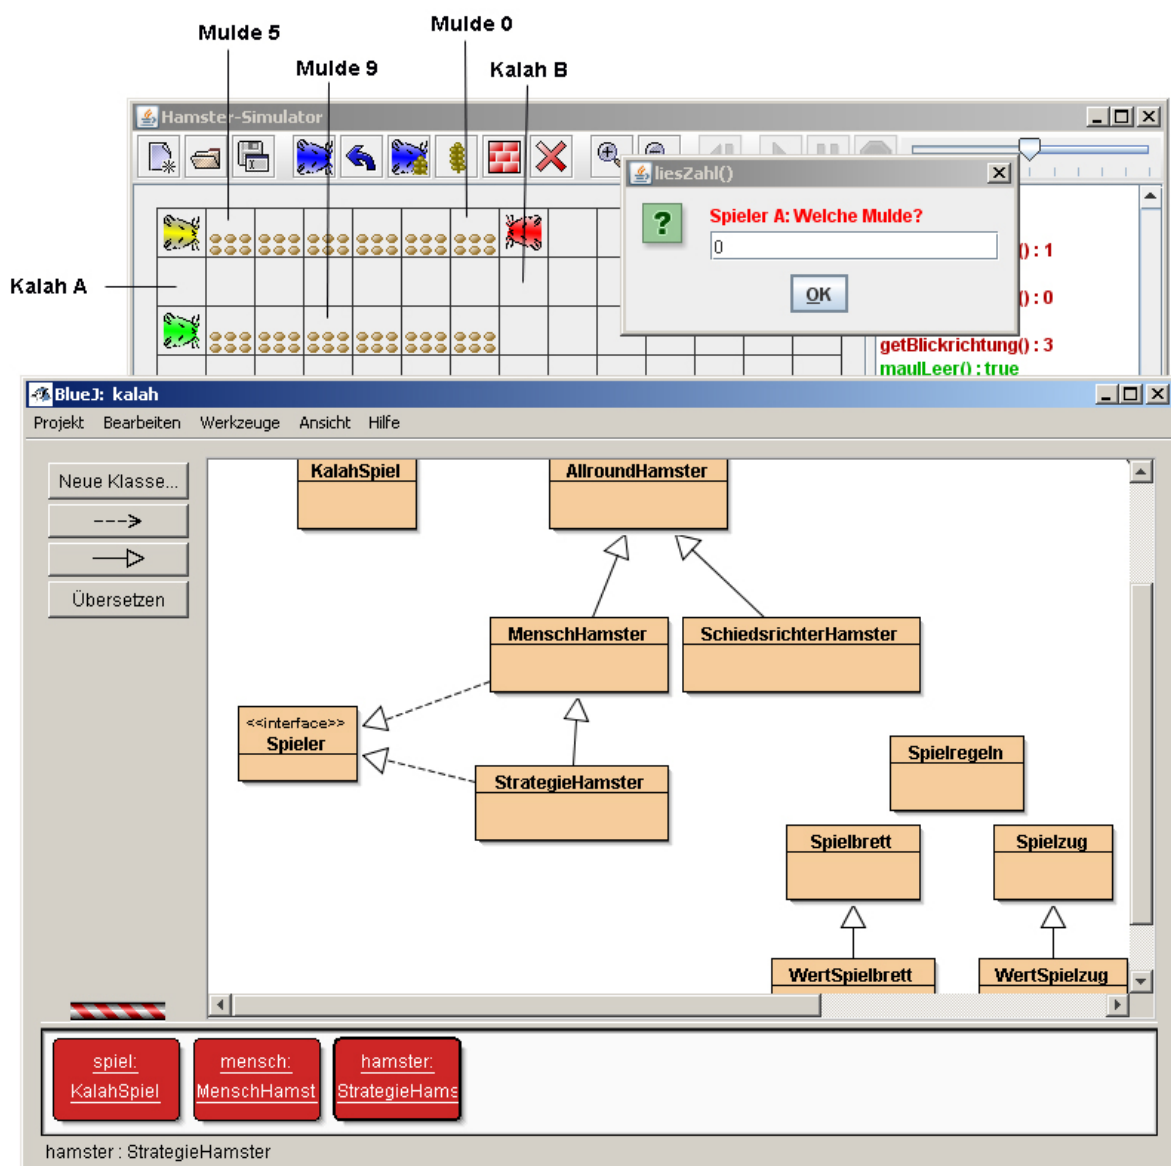 Mulde 5
Mulde 0
Mulde 9
Kalah B
Hamster-Simulator
liesZahl()
Spieler A: Welche Mulde?
0
OK
Kalah A
() : 1
() : 0
getBlickrichtung() : 3
maulLeer() : true
BlueJ: kalah
Projekt Bearbeiten Werkzeuge Ansicht Hilfe
Neue Klasse...
Übersetzen
KalahSpiel
AllroundHamster
MenschHamster
SchiedsrichterHamster
<<interface>>
Spieler
StrategieHamster
Spielregeln
Spielbrett
Spielzug
WertSpielbrett
WertSpielzug
spiel:
KalahSpiel
mensch:
MenschHamst
hamster:
StrategieHams
hamster : StrategieHamster